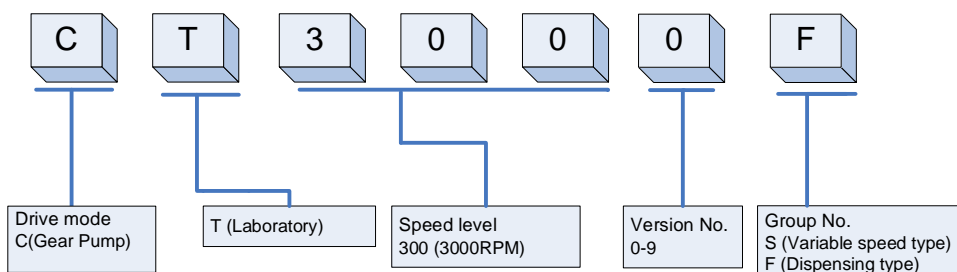 C T 3 0 0 0 F
Drive mode
C(Gear Pump)
T (Laboratory)
Speed level
300 (3000RPM)
Version No.
0-9
Group No.
S (Variable speed type)
F (Dispensing type)